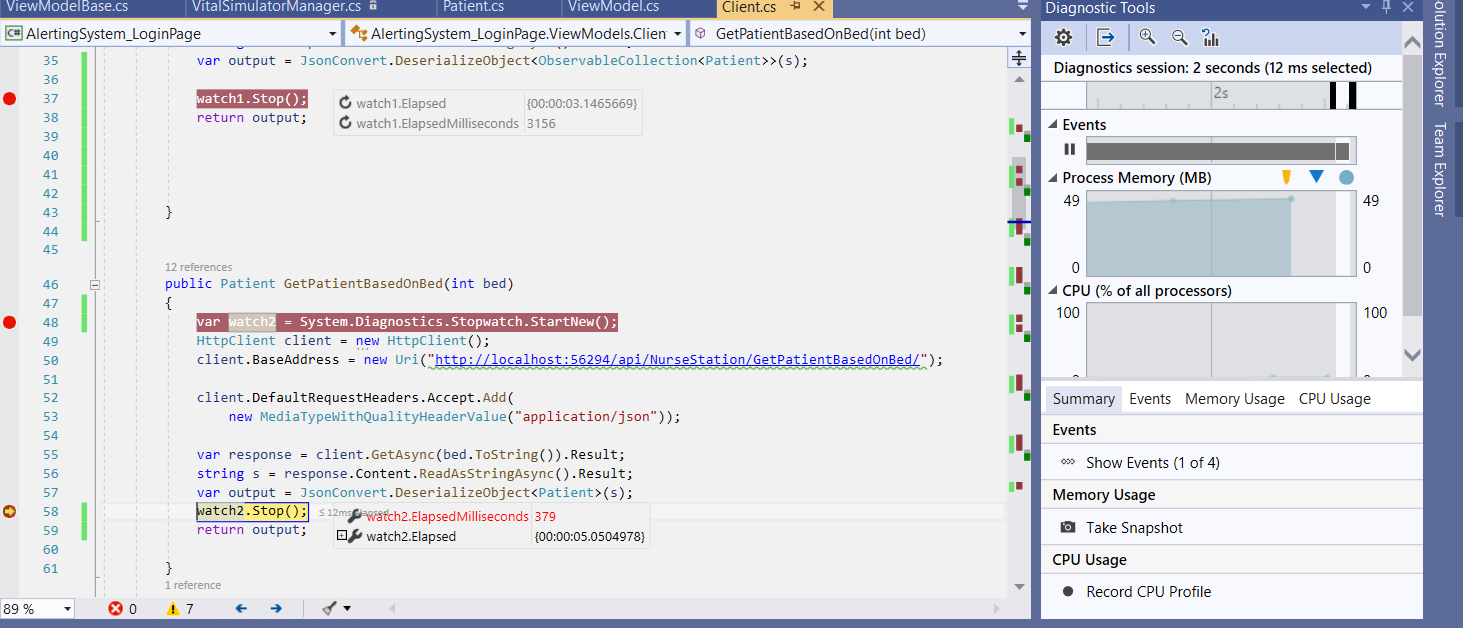 ViewModelBase.cs VitalSimulatorManager.cs Patient.cs ViewModel.cs Client.cs
AlertingSystem_LoginPage AlertingSystem_LoginPage.ViewModels.Clien GetPatientBasedOnBed(int bed)
35 var output = JsonConvert.DeserializeObject<ObservableCollection<Patient>>(s);
36
37 watch1.Stop(); watch1.Elapsed {00:00:03.1465669}
38 return output; watch1.ElapsedMilliseconds 3156
39
40
41
42
43 }
44
45
12 references
46 public Patient GetPatientBasedOnBed(int bed)
47 {
48 var watch2 = System.Diagnostics.Stopwatch.StartNew();
49 HttpClient client = new HttpClient();
50 client.BaseAddress = new Uri("http://localhost:56294/api/NurseStation/GetPatientBasedOnBed/");
51
52 client.DefaultRequestHeaders.Accept.Add(
53 new MediaTypeWithQualityHeaderValue("application/json"));
54
55 var response = client.GetAsync(bed.ToString()).Result;
56 string s = response.Content.ReadAsStringAsync().Result;
57 var output = JsonConvert.DeserializeObject<Patient>(s);
58 watch2.Stop(); ≤ 12ms elapsed watch2.ElapsedMilliseconds 379
59 return output; watch2.Elapsed {00:00:05.0504978}
60
61 }
1 reference
89 % 0 7
Diagnostic Tools
Diagnostics session: 2 seconds (12 ms selected)
2s
Events
Process Memory (MB)
49 49
0 0
CPU (% of all processors)
100 100
Summary Events Memory Usage CPU Usage
Events
Show Events (1 of 4)
Memory Usage
Take Snapshot
CPU Usage
Record CPU Profile
olution Explorer
Team Explorer